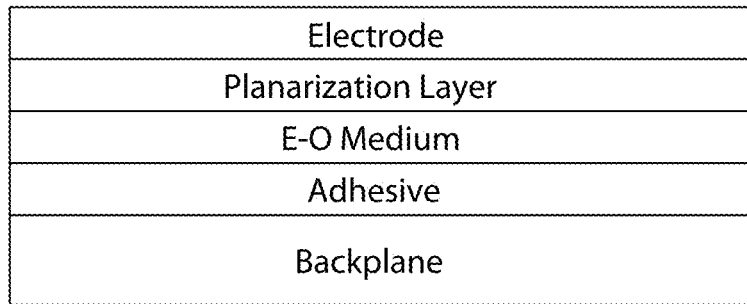 Electrode
Planarization Layer
E-O Medium
Adhesive
Backplane